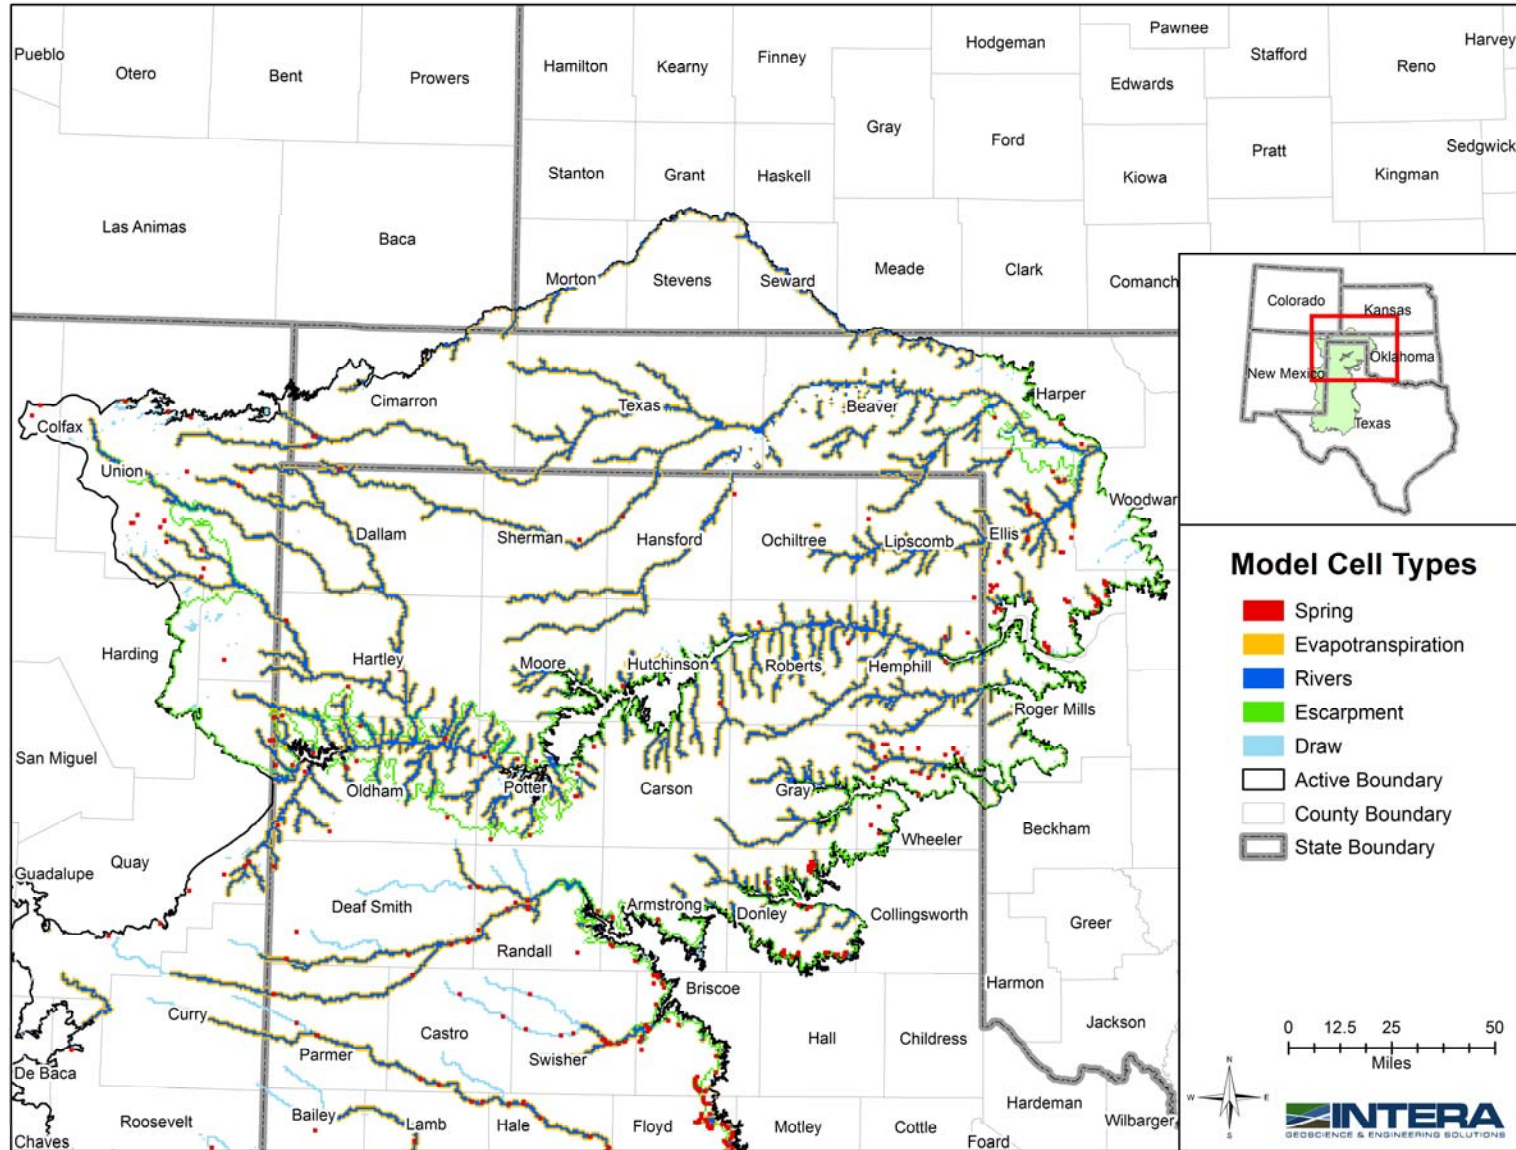 Pueblo
Otero
Bent
Prowers
Hamilton
Kearny
Finney
Hodgeman
Pawnee
Stafford
Reno
Harvey
Edwards
Gray
Ford
Pratt
Sedgwick
Stanton
Grant
Haskell
Kiowa
Kingman
Las Animas
Baca
Morton
Stevens
Seward
Meade
Clark
Comanch
Colorado
Kansas
New Mexico
Oklahoma
Texas
Colfax
Cimarron
Texas
Beaver
Harper
Union
Woodwar
Dallam
Sherman
Hansford
Ochiltree
Lipscomb
Ellis
Harding
Hartley
Moore
Hutchinson
Roberts
Hemphill
Roger Mills
San Miguel
Oldham
Potter
Carson
Gray
Wheeler
Beckham
Quay
Guadalupe
Deaf Smith
Armstrong
Donley
Collingsworth
Greer
Randall
Briscoe
Harmon
Curry
Castro
Jackson
Parmer
Swisher
Hall
Childress
De Baca
Roosevelt
Bailey
Lamb
Hale
Floyd
Motley
Cottle
Hardeman
Wilbarger
Foard
Chaves
Model Cell Types
Spring
Evapotranspiration
Rivers
Escarpment
Draw
Active Boundary
County Boundary
State Boundary
0 12.5 25 50
Miles
N
W E
S
INTERA
GEOSCIENCE & ENGINEERING SOLUTIONS